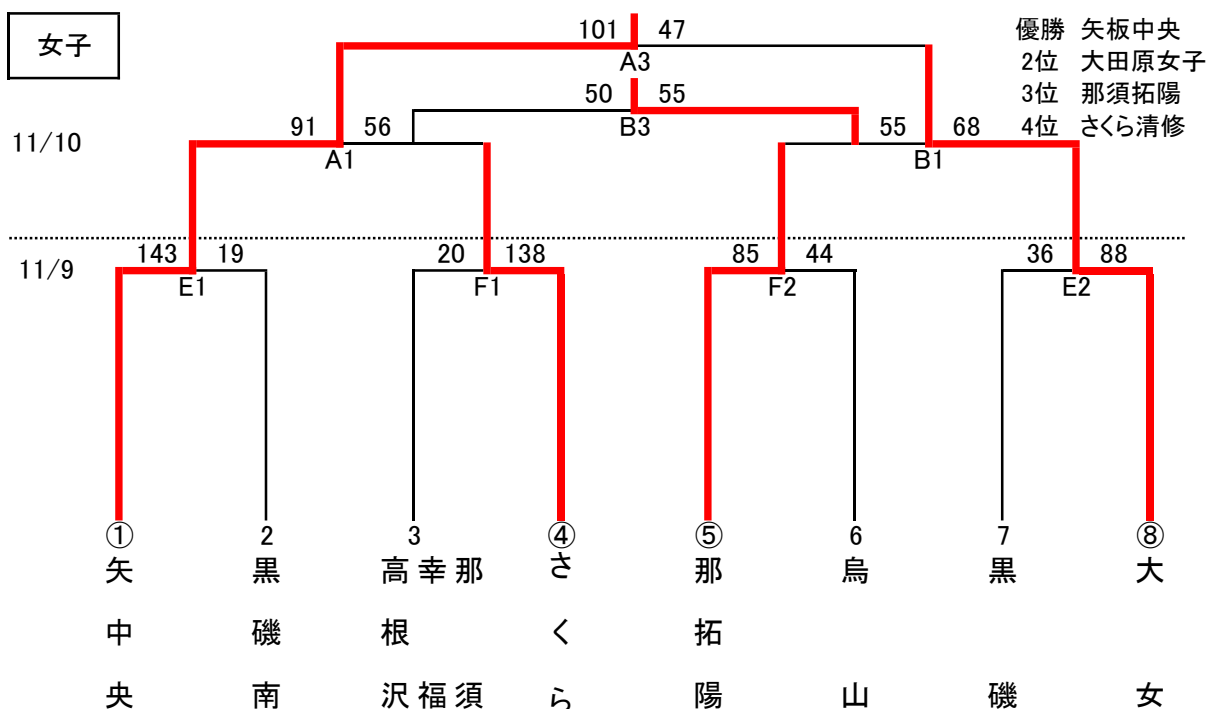 女子
101 47
A3
優勝 矢板中央
2位 大田原女子
3位 那須拓陽
4位 さくら清修
50 55
B3
11/10
91 56
A1
55 68
B1
11/9
143 19
E1
20 138
F1
85 44
F2
36 88
E2
① 2 3 ④ ⑤ 6 7 ⑧
矢中央
黒磯南
那須
幸福
高根沢
さくら
那拓陽
烏山
黒磯
大女